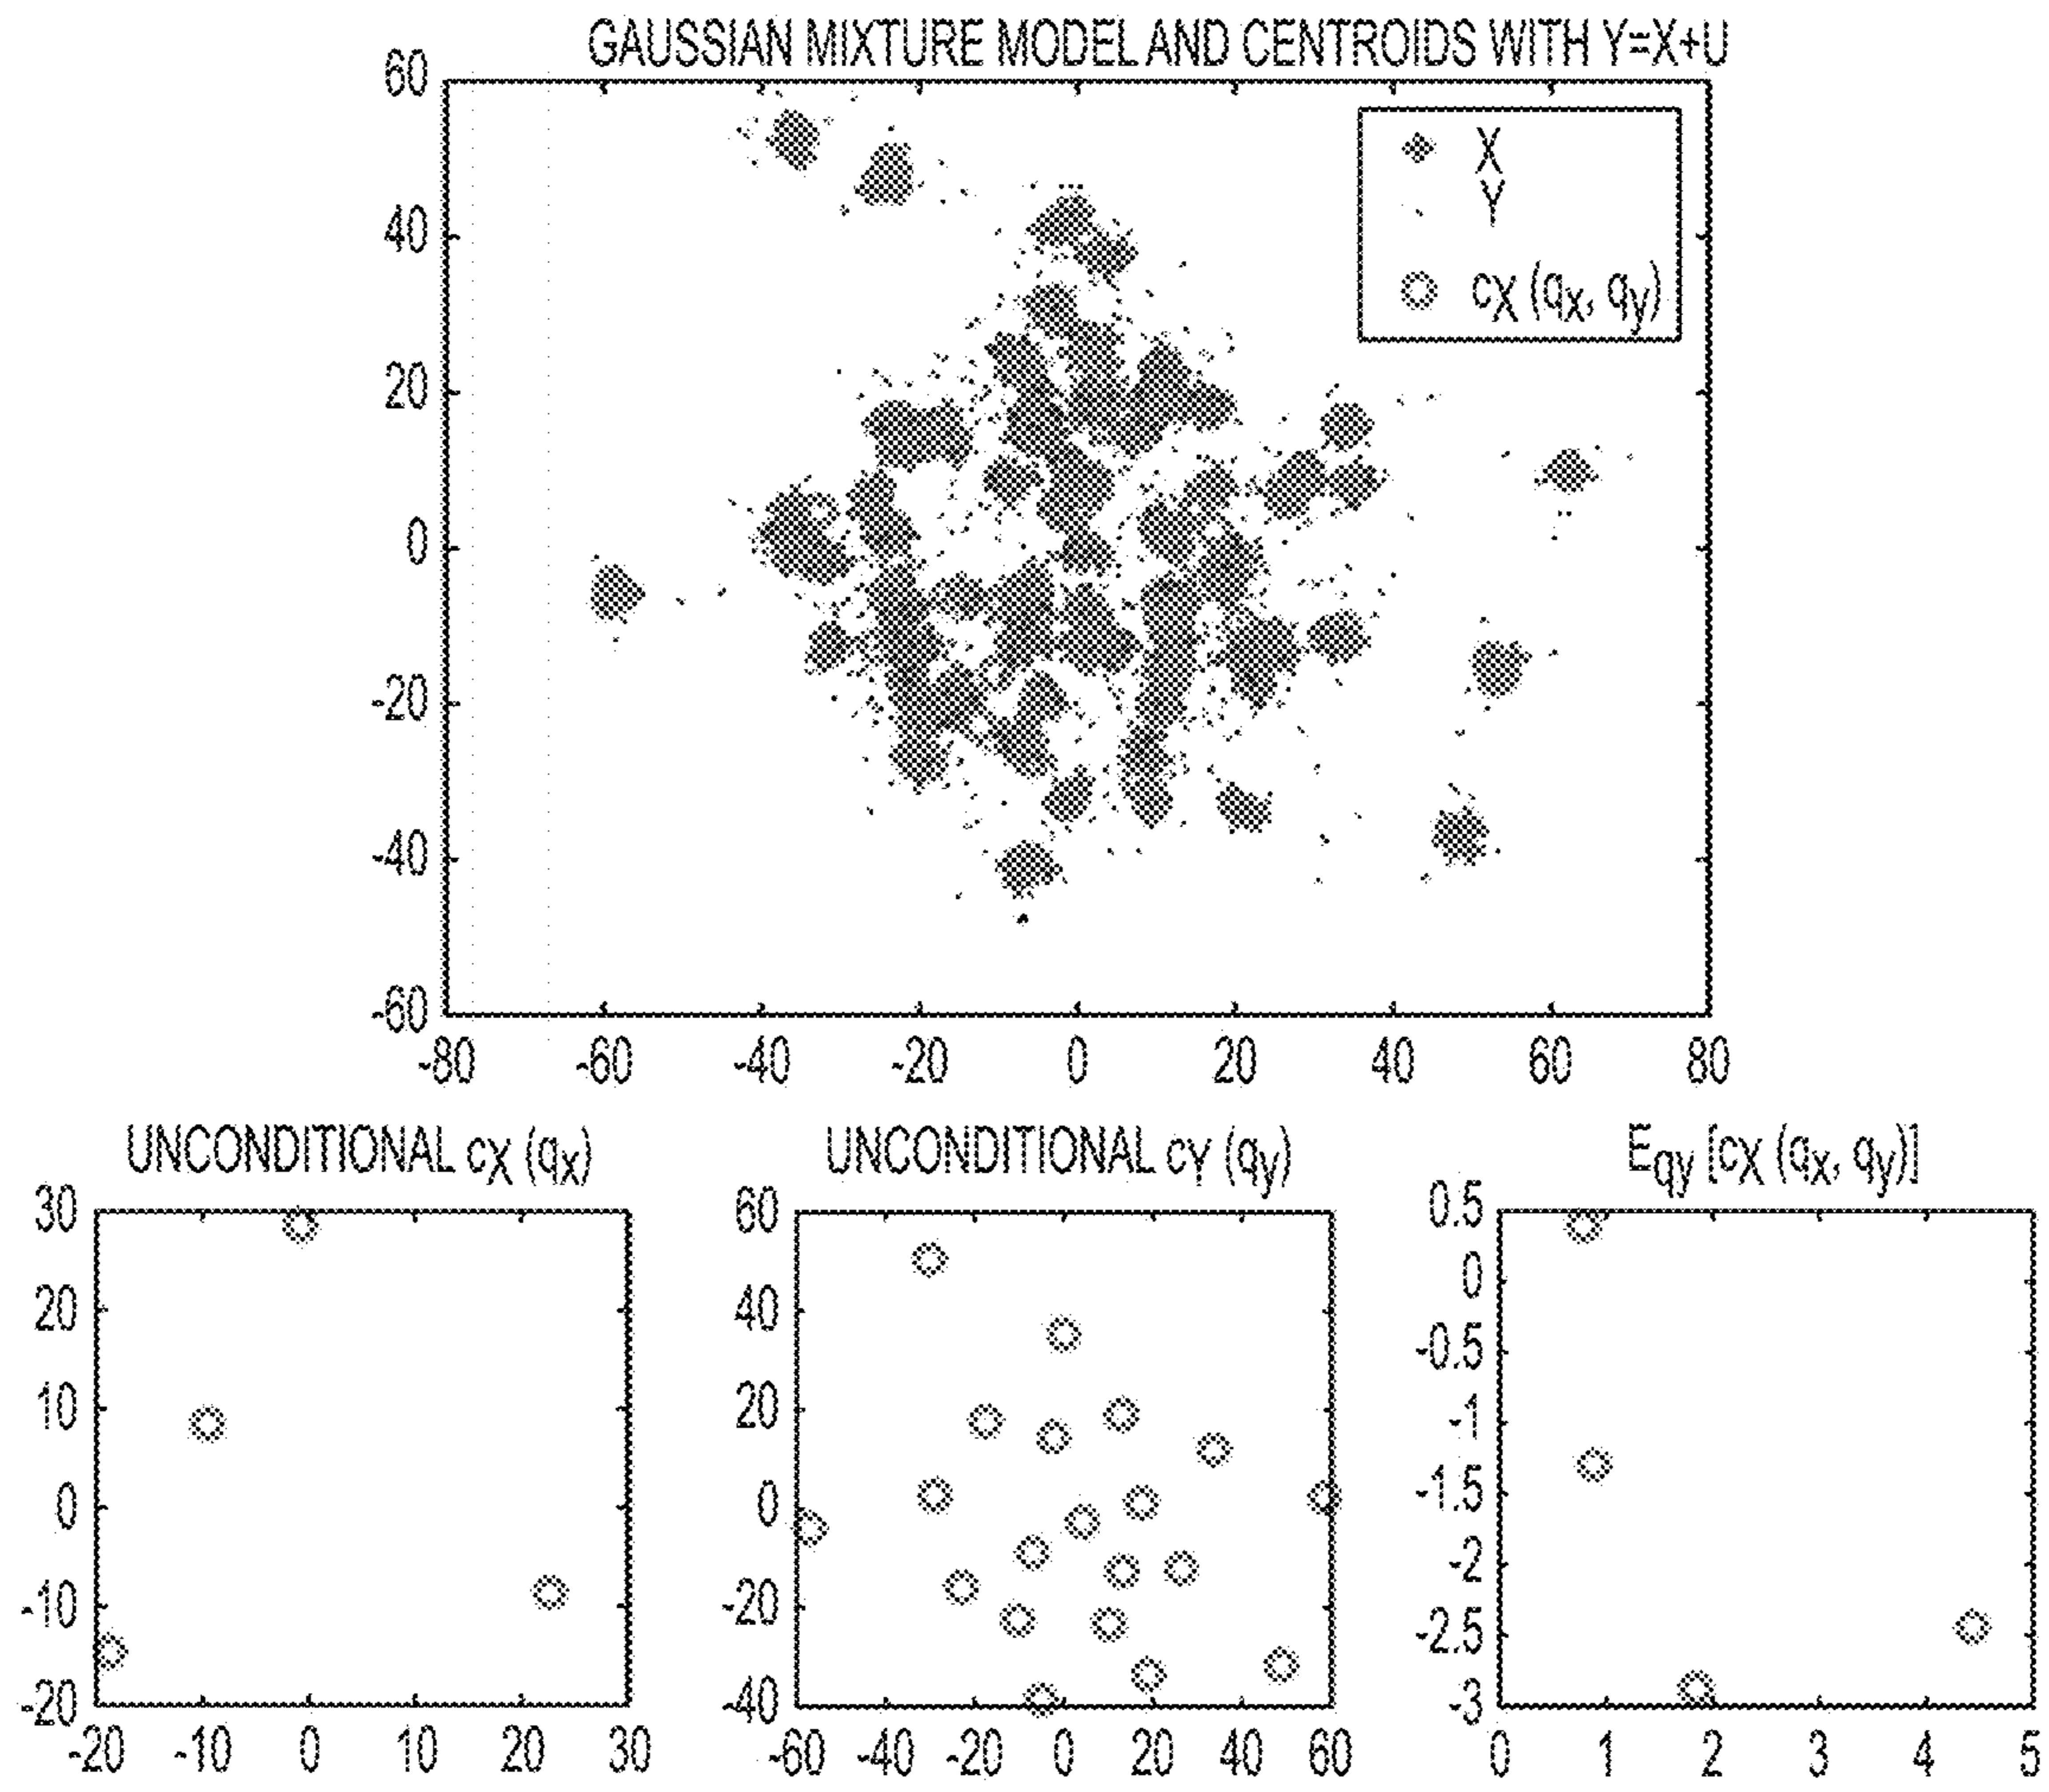 GAUSSIAN MIXTURE MODEL AND CENTROIDS WITH Y=X+U
60
40
20
0
-20
-40
-60
-80 -60 -40 -20 0 20 40 60 80
X
Y
cX (qx, qy)
UNCONDITIONAL cX (qx)
30
20
10
0
-10
-20
-20 -10 0 10 20 30
UNCONDITIONAL cY (qy)
60
40
20
0
-20
-40
-60 -40 -20 0 20 40 60
Eqy [cX (qx, qy)]
0.5
0
-0.5
-1
-1.5
-2
-2.5
-3
0 1 2 3 4 5